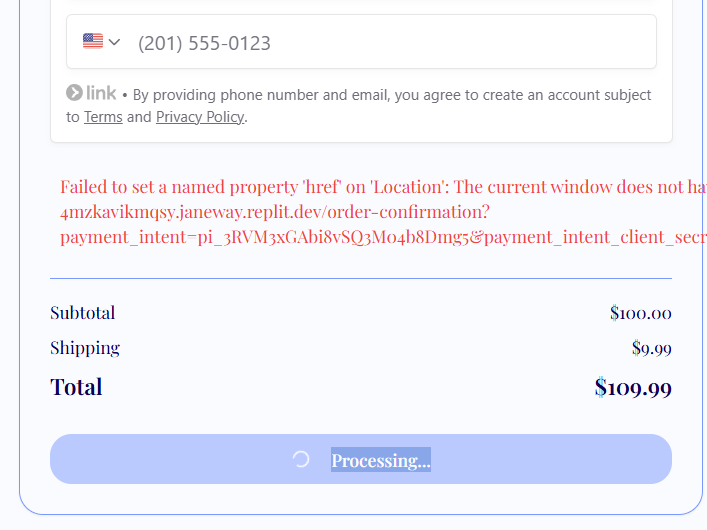 (201) 555-0123
link • By providing phone number and email, you agree to create an account subject
to Terms and Privacy Policy.
Failed to set a named property 'href' on 'Location': The current window does not
4mzkavikmqsy.janeway.replit.dev/order-confirmation?
payment_intent=pi_3RVM3xGAbi8vSQ3M04b8Dmg5&payment_intent_client_secr
Subtotal $100.00
Shipping $9.99
Total $109.99
Processing...